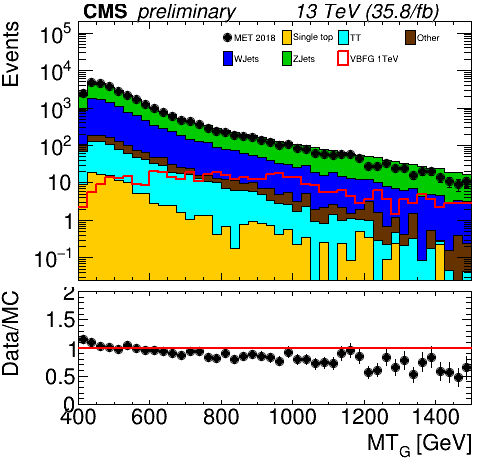 CMS preliminary 13 TeV (35.8/fb)
Events
MET 2018 Single top TT Other
WJets ZJets VBFG 1TeV
10^5
10^4
10^3
10^2
10
1
10^-1
Data/MC
2
1.5
1
0.5
0
400 600 800 1000 1200 1400
MT_G [GeV]